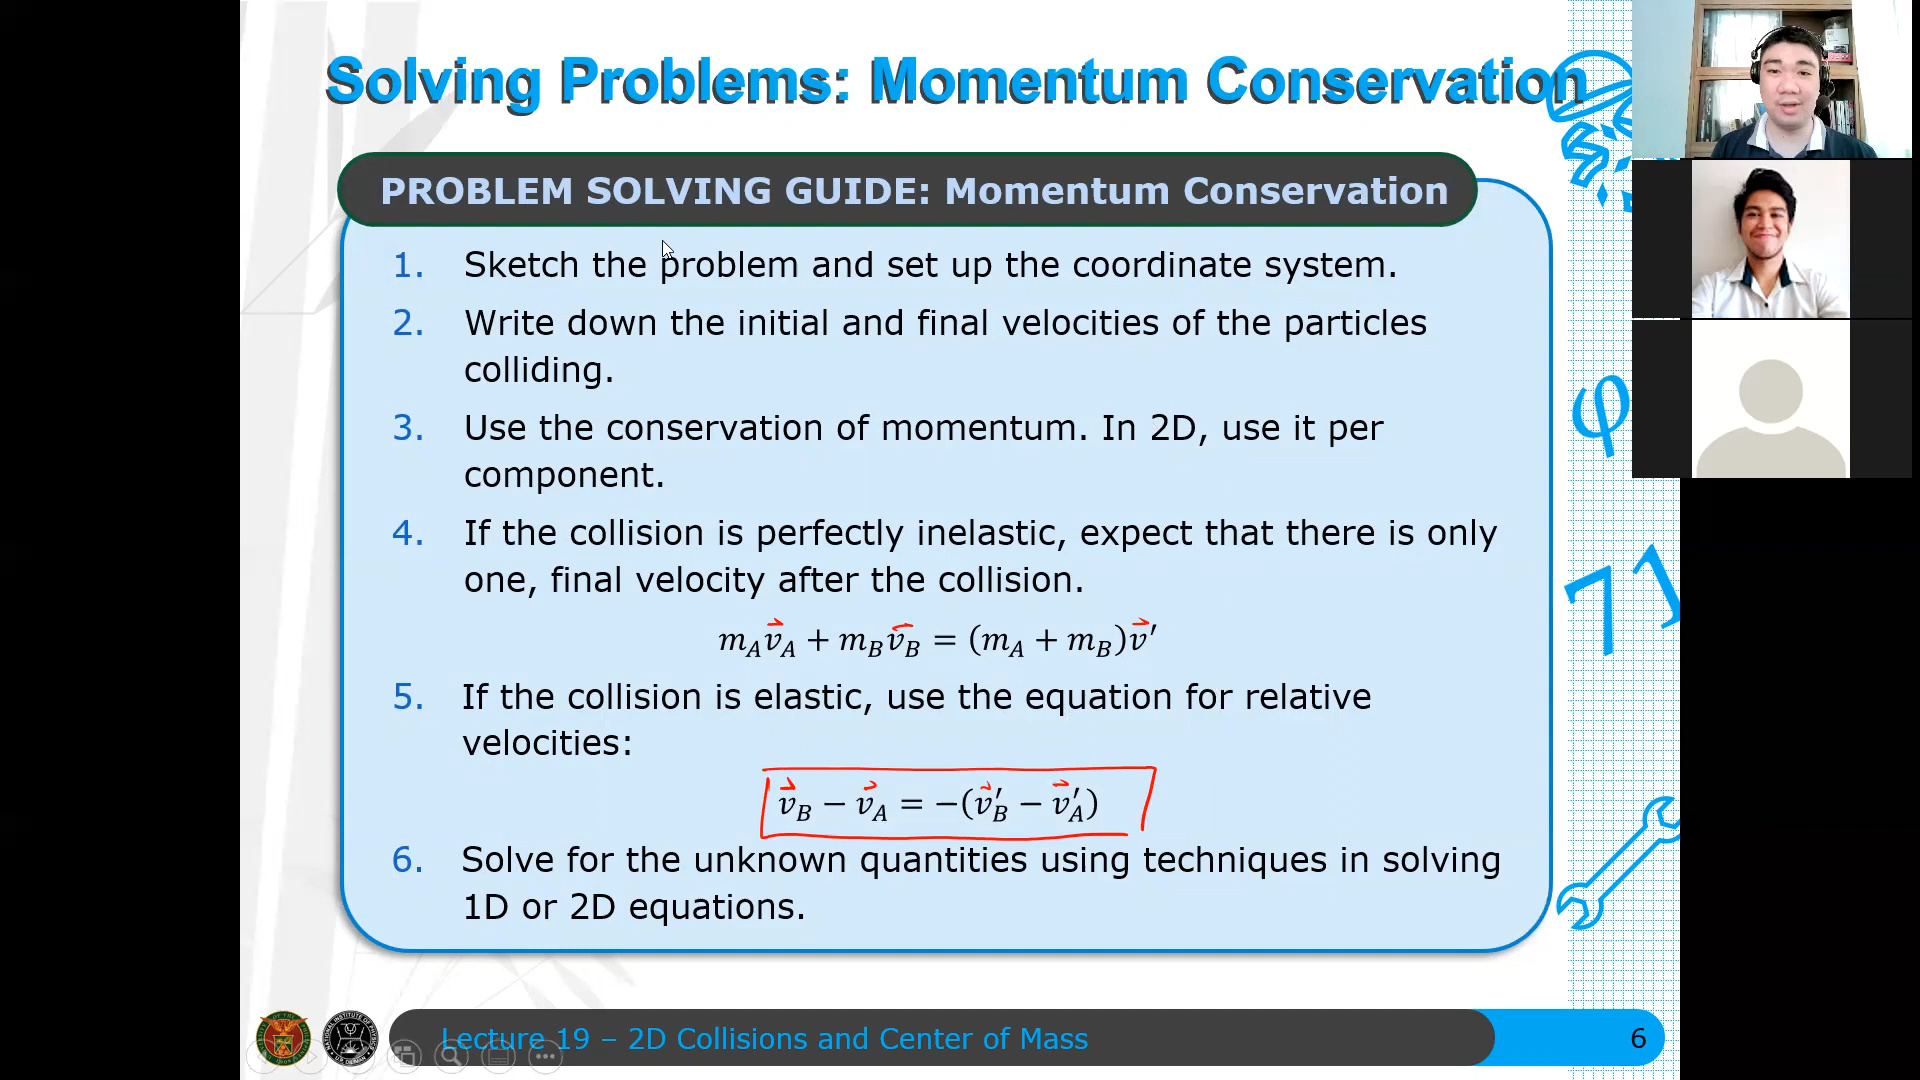 Solving Problems: Momentum Conservation
PROBLEM SOLVING GUIDE: Momentum Conservation
1. Sketch the problem and set up the coordinate system.
2. Write down the initial and final velocities of the particles
colliding.
3. Use the conservation of momentum. In 2D, use it per
component.
4. If the collision is perfectly inelastic, expect that there is only
one, final velocity after the collision.
m_A v⃗_A + m_B v⃗_B = (m_A + m_B)v⃗′
5. If the collision is elastic, use the equation for relative
velocities:
v⃗_B − v⃗_A = −(v⃗′_B − v⃗′_A)
6. Solve for the unknown quantities using techniques in solving
1D or 2D equations.
φ
71
Lecture 19 – 2D Collisions and Center of Mass
6